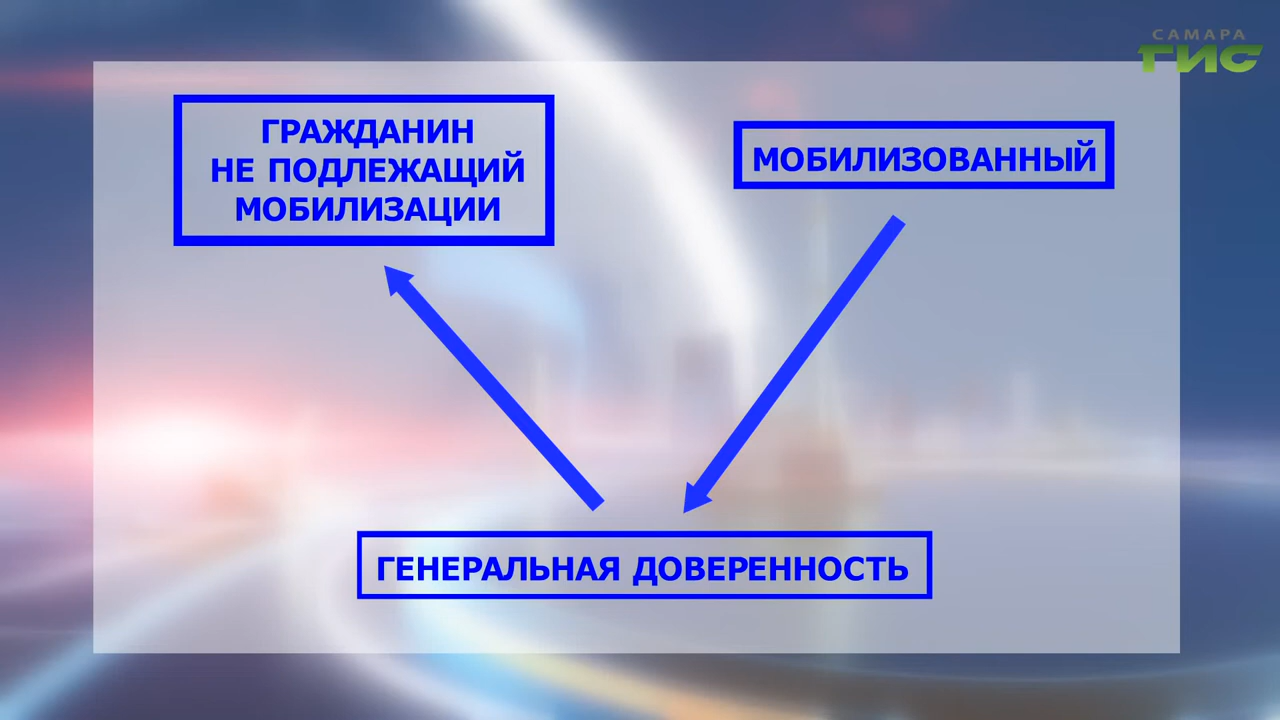 САМАРА
ГИС
ГРАЖДАНИН
НЕ ПОДЛЕЖАЩИЙ
МОБИЛИЗАЦИИ
МОБИЛИЗОВАННЫЙ
ГЕНЕРАЛЬНАЯ ДОВЕРЕННОСТЬ